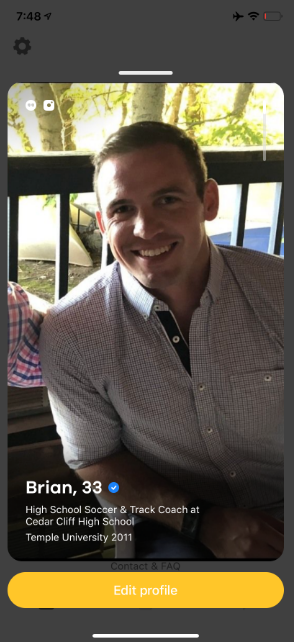 7:48
Brian, 33
High School Soccer & Track Coach at
Cedar Cliff High School
Temple University 2011
Contact & FAQ
Edit profile